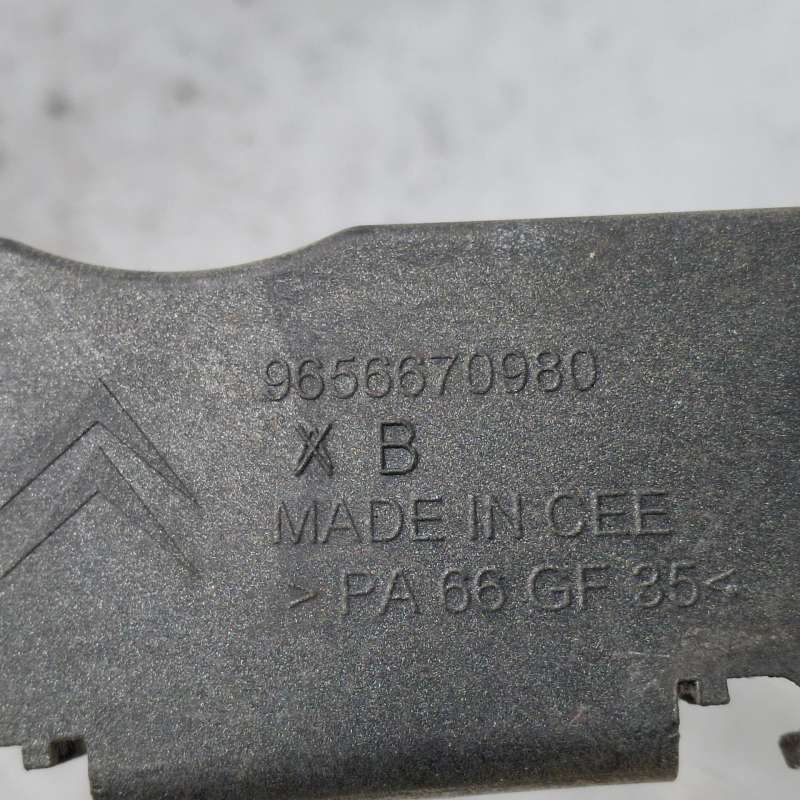 9656670980
X B
MADE IN CEE
>PA 66 GF 35<